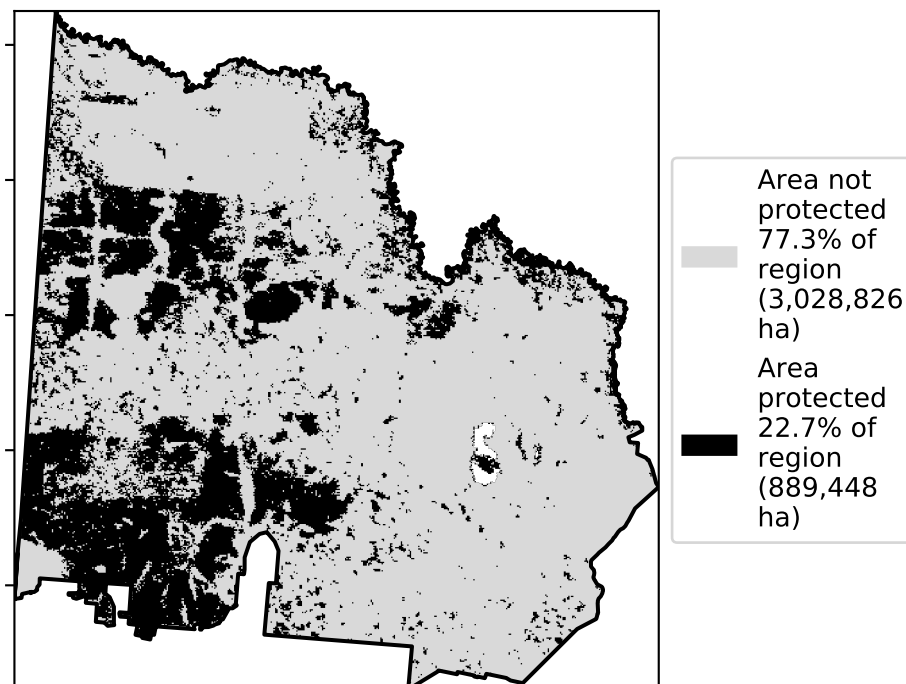 Area not
protected
77.3% of
region
(3,028,826
ha)
Area
protected
22.7% of
region
(889,448
ha)